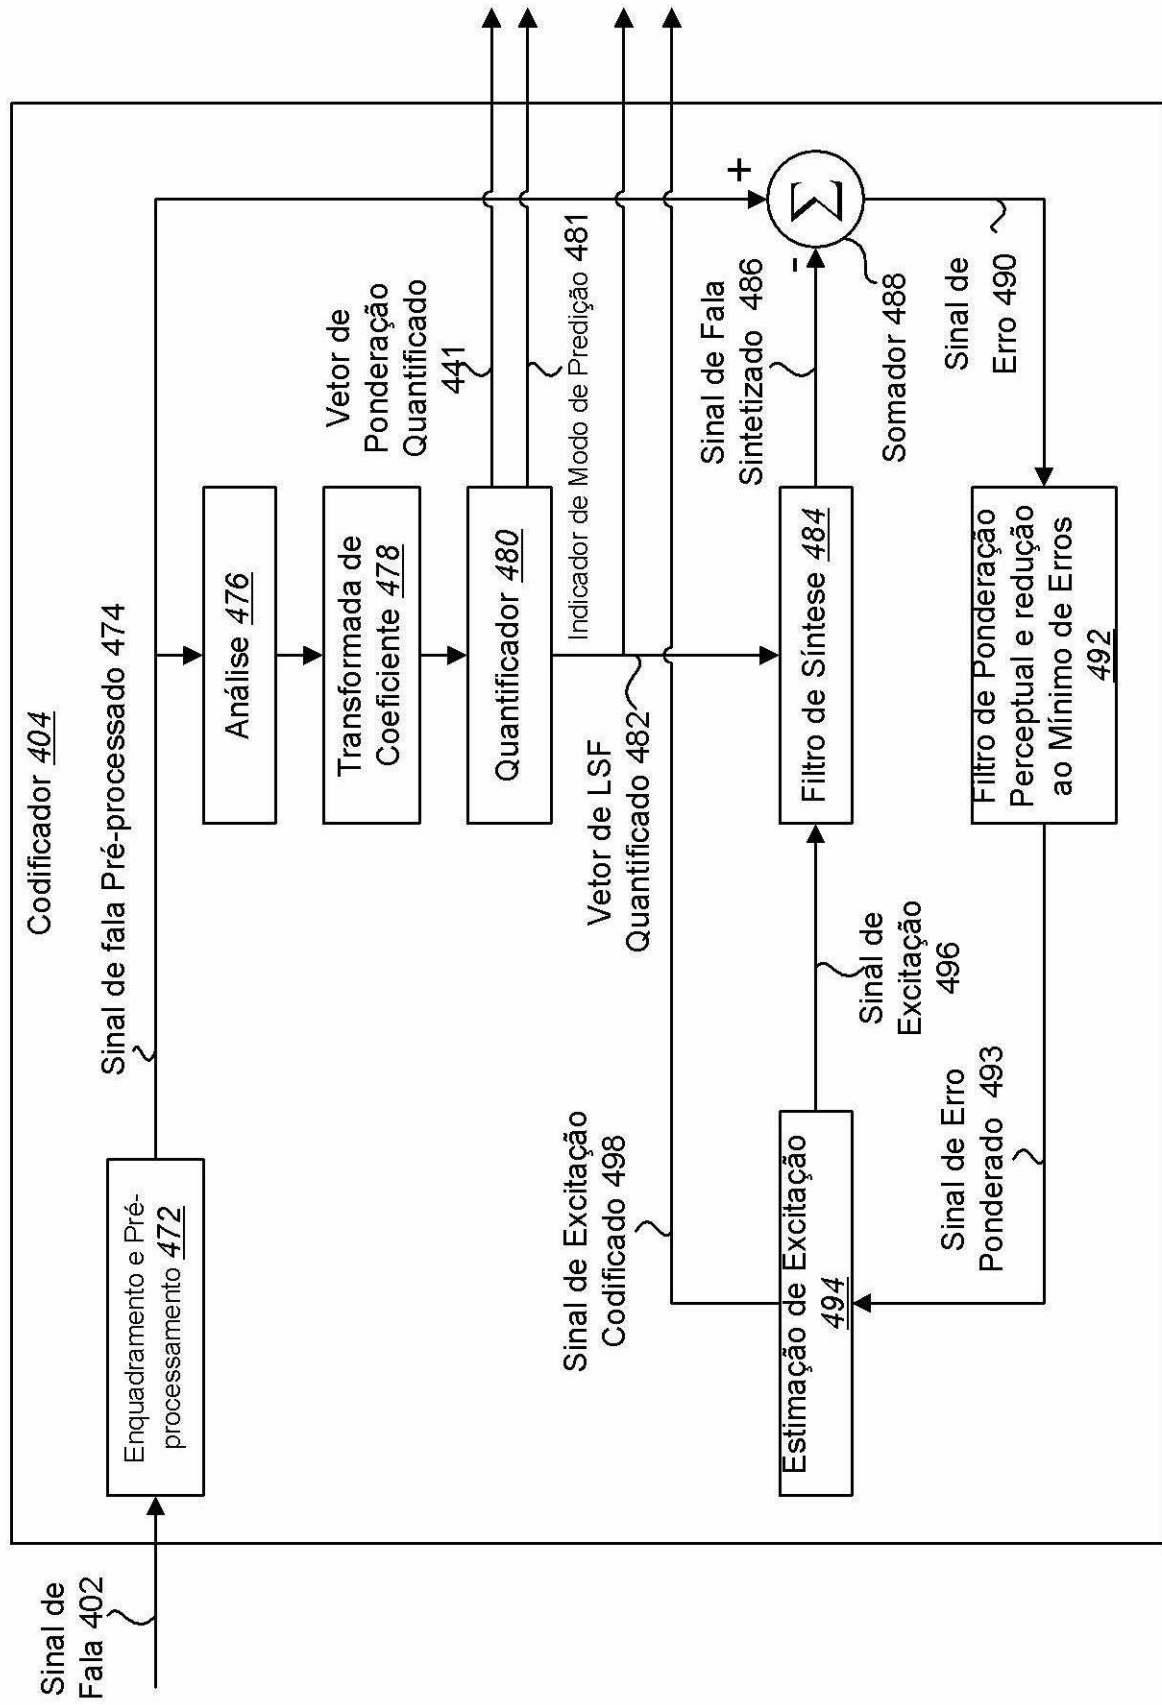 Codificador 404
Sinal de
Fala 402
Enquadramento e Pré-
processamento 472
Sinal de fala Pré-processado 474
Análise 476
Transformada de
Coeficiente 478
Quantificador 480
Vetor de
Ponderação
Quantificado
441
Indicador de Modo de Predição 481
Vetor de LSF
Quantificado 482
Sinal de Excitação
Codificado 498
Estimação de Excitação
494
Sinal de
Excitação
496
Filtro de Síntese 484
Sinal de Fala
Sintetizado 486
+
-
Σ
Somador 488
Sinal de
Erro 490
Filtro de Ponderação
Perceptual e redução
ao Mínimo de Erros
492
Sinal de Erro
Ponderado 493